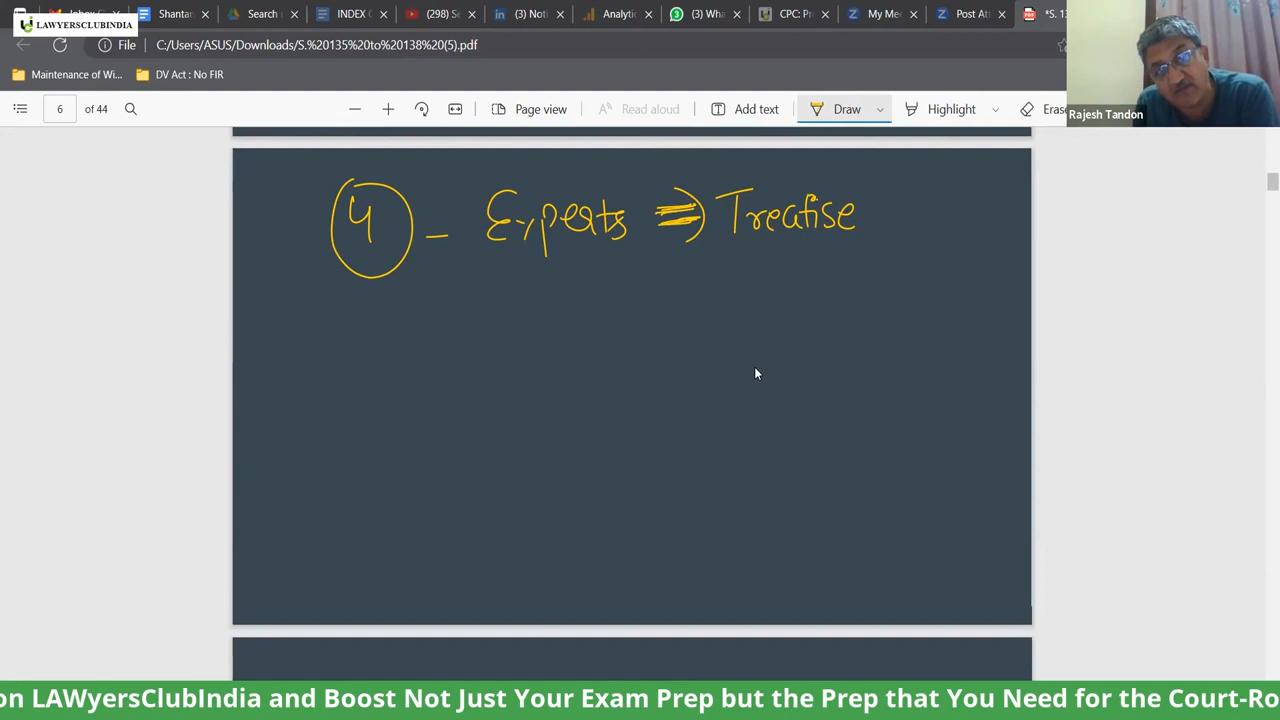 Shanta
Search
INDEX
(298)
(3) Noti
Analyti
(3) W
CPC: Pr
My Me
Post At
*S. 13
LAWYERSCLUBINDIA
File
C:/Users/ASUS/Downloads/S.%20135%20to%20138%20(5).pdf
Maintenance of Wi...
DV Act : No FIR
6 of 44
Page view
Read aloud
Add text
Draw
Highlight
Eras
Rajesh Tandon
4 - Experts ⇒ Treatise
on LAWyersClubIndia and Boost Not Just Your Exam Prep but the Prep that You Need for the Court-Ro